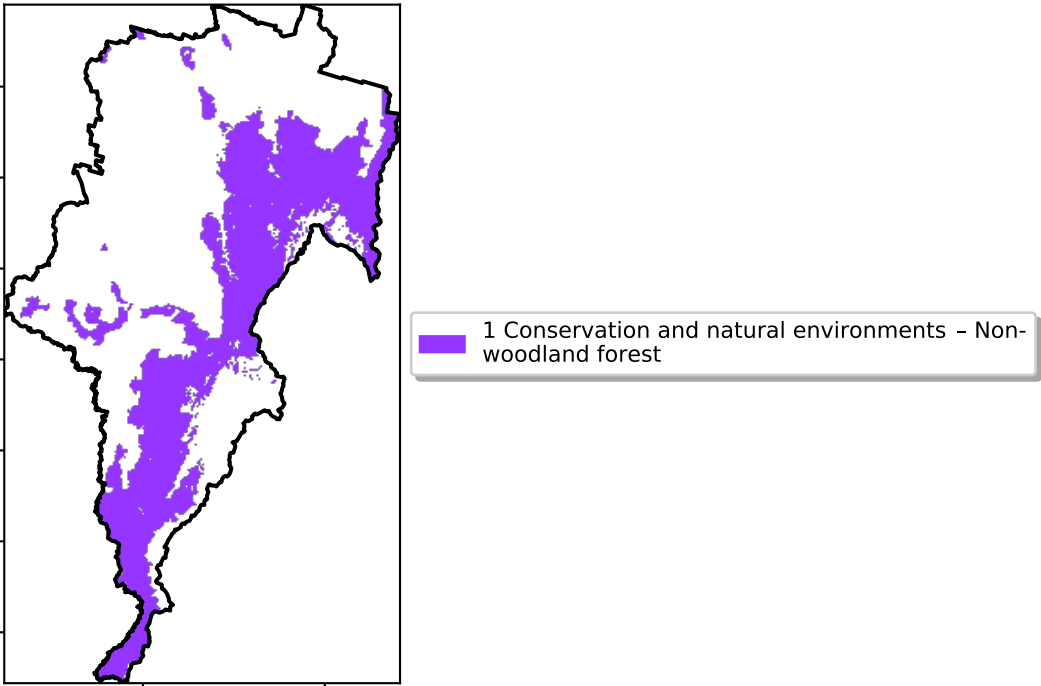 1 Conservation and natural environments – Non-
woodland forest